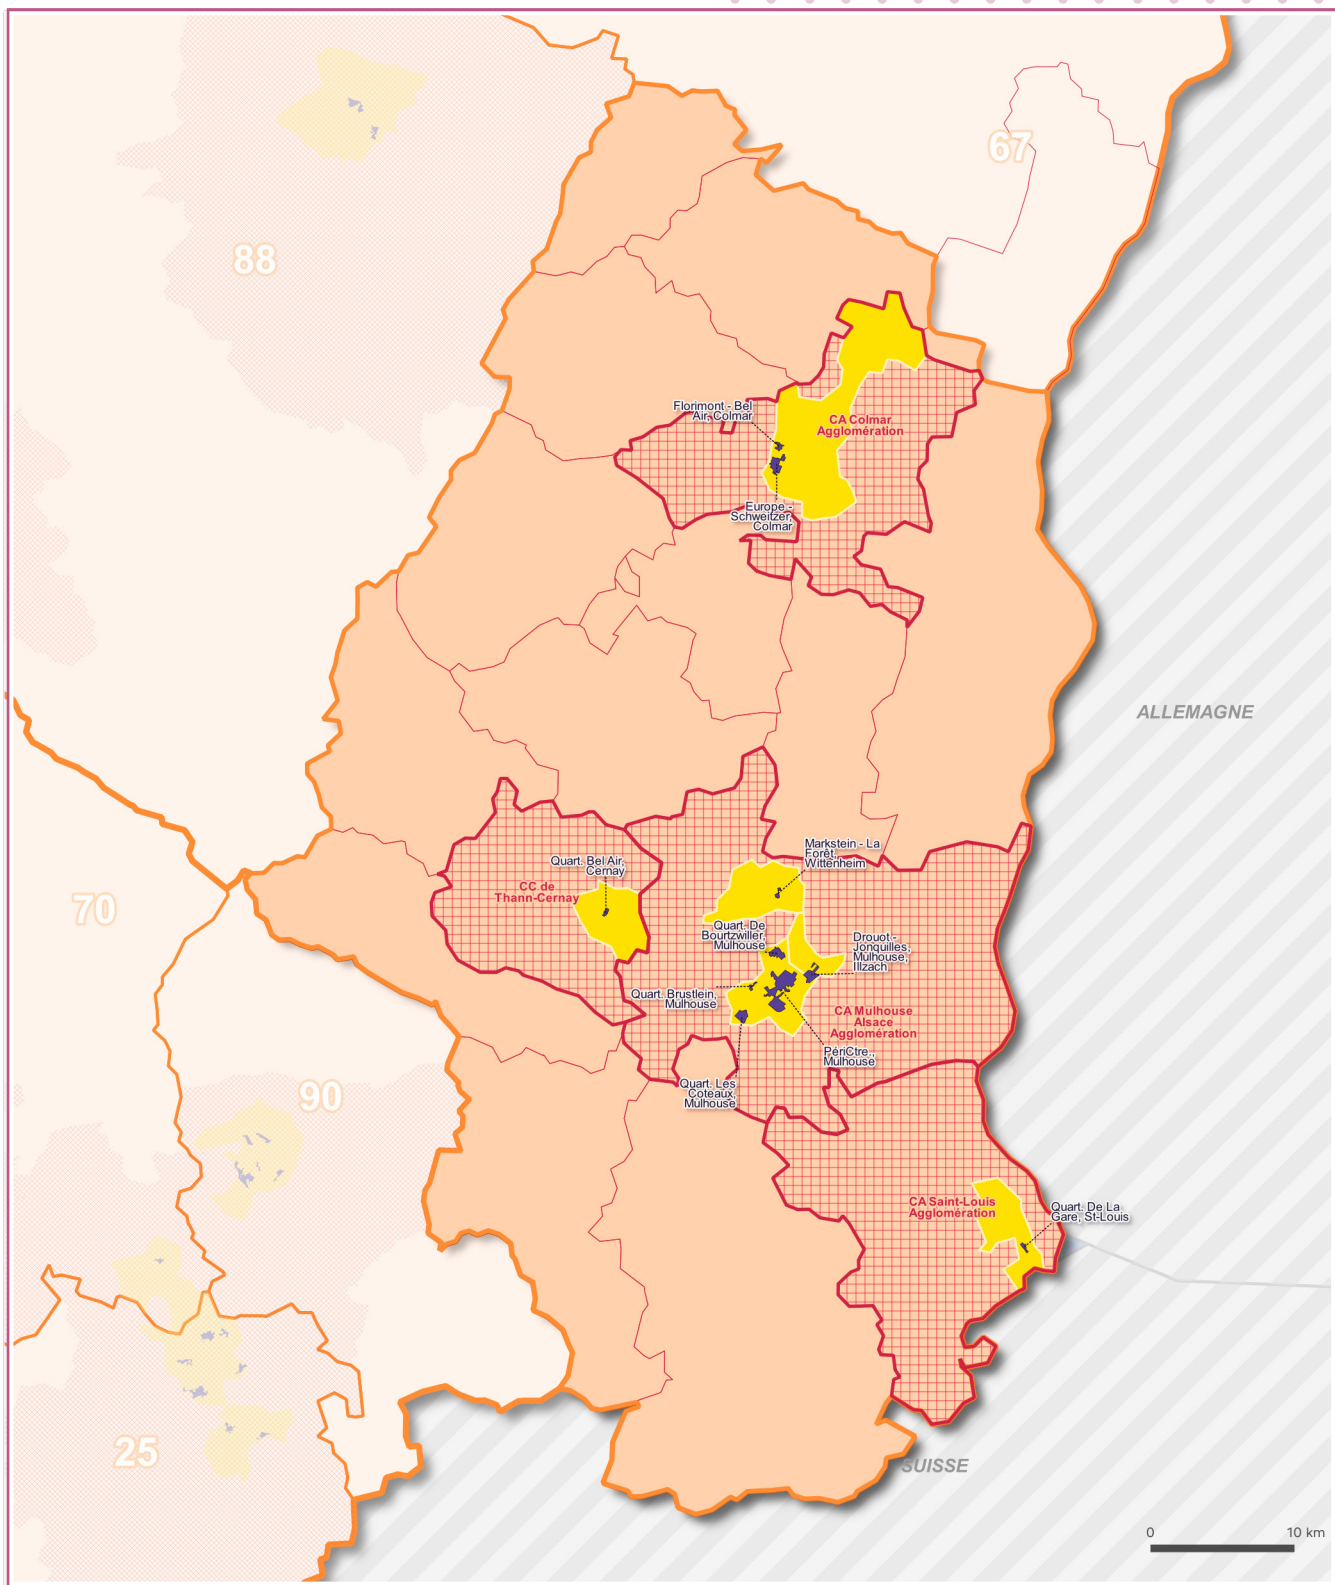 67
88
Florimont - Bel
Air, Colmar
CA Colmar
Agglomération
Europe -
Schweitzer,
Colmar
ALLEMAGNE
Markstein - La
Forêt,
Wittenheim
Quart. Bel Air,
Cernay
CC de
Thann-Cernay
70
Quart. De
Bourtzwiller,
Mulhouse
Drouot -
Jonquilles,
Mulhouse,
Illzach
Quart. Brustlein,
Mulhouse
CA Mulhouse
Alsace
Agglomération
PériCtre.,
Mulhouse
Quart. Les
Coteaux,
Mulhouse
90
CA Saint-Louis
Agglomération
Quart. De La
Gare, St-Louis
25
SUISSE
0 10 km